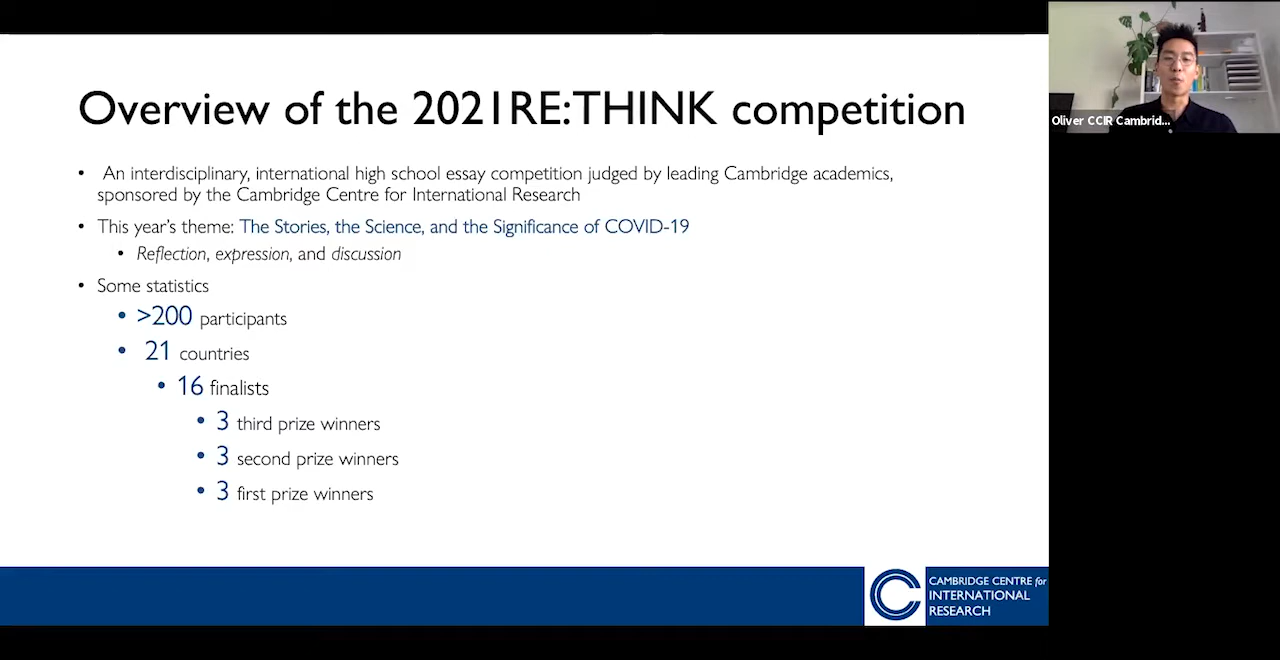 Overview of the 2021RE:THINK competition
• An interdisciplinary, international high school essay competition judged by leading Cambridge academics,
sponsored by the Cambridge Centre for International Research
• This year's theme: The Stories, the Science, and the Significance of COVID-19
• Reflection, expression, and discussion
• Some statistics
• >200 participants
• 21 countries
• 16 finalists
• 3 third prize winners
• 3 second prize winners
• 3 first prize winners
CAMBRIDGE CENTRE for
INTERNATIONAL
RESEARCH
Oliver CCIR Cambrid...